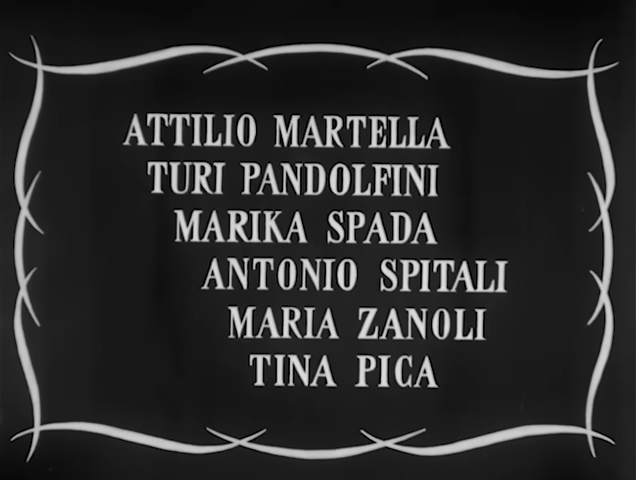 ATTILIO MARTELLA
TURI PANDOLFINI
MARIKA SPADA
ANTONIO SPITALI
MARIA ZANOLI
TINA PICA